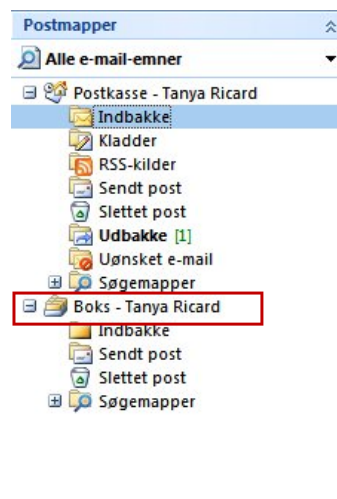 Postmapper
Alle e-mail-emner
Postkasse - Tanya Ricard
Indbakke
Kladder
RSS-kilder
Sendt post
Slettet post
Udbakke [1]
Uønsket e-mail
Søgemapper
Boks - Tanya Ricard
Indbakke
Sendt post
Slettet post
Søgemapper